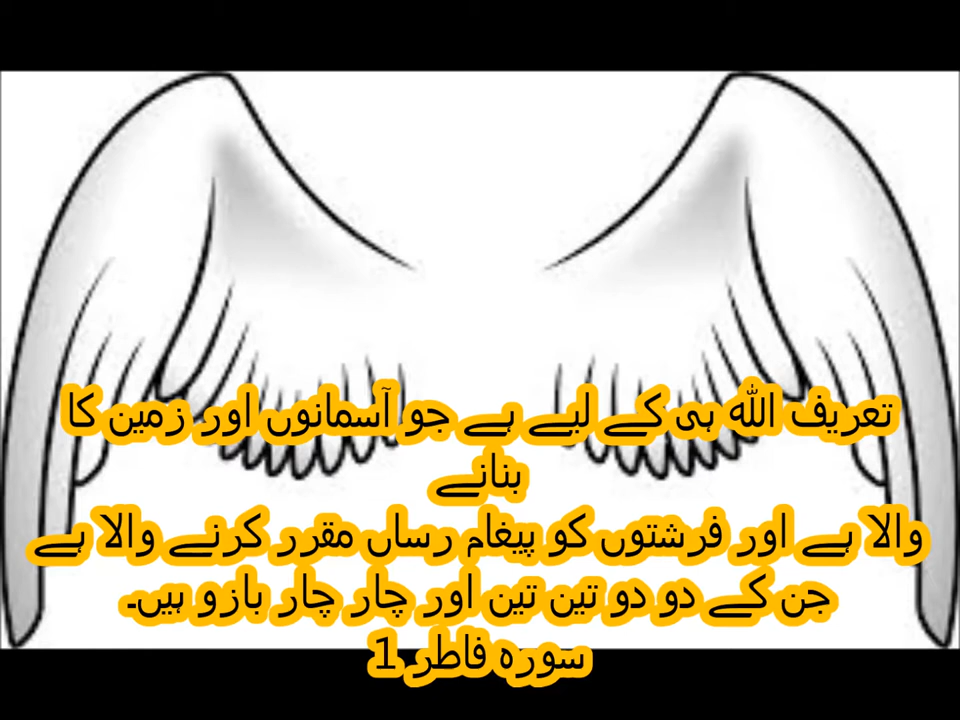 تعریف اللہ ہی کے لیے ہے جو آسمانوں اور زمین کا
بنانے
والا ہے اور فرشتوں کو پیغام رساں مقرر کرنے والا ہے
جن کے دو دو تین تین اور چار چار بازو ہیں۔
سورہ فاطر 1